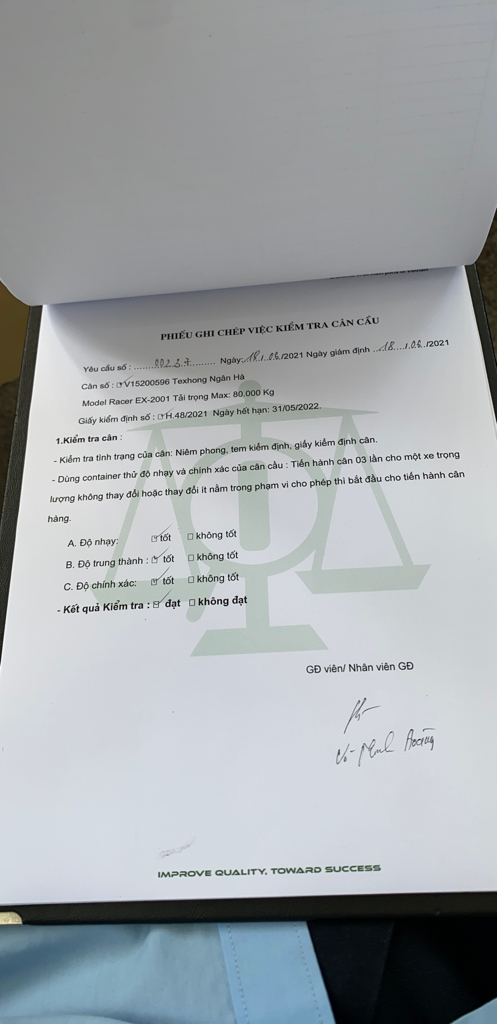 PHIẾU GHI CHÉP VIỆC KIỂM TRA CÂN CẦU
Yêu cầu số : ........00237........ Ngày: 18./.06./2021 Ngày giám định ...18..../.06../2021
Cân số : ☑V15200596 Texhong Ngân Hà
Model Racer EX-2001 Tải trọng Max: 80,000 Kg
Giấy kiểm định số : ☑H.48/2021 Ngày hết hạn: 31/05/2022.
1.Kiểm tra cân :
- Kiểm tra tình trạng của cân: Niêm phong, tem kiểm định, giấy kiểm định cân.
- Dùng container thử độ nhạy và chính xác của cân cầu : Tiến hành cân 03 lần cho một xe trọng
lượng không thay đổi hoặc thay đổi ít nằm trong phạm vi cho phép thì bắt đầu cho tiến hành cân
hàng.
A. Độ nhạy: ☑ tốt ☐ không tốt
B. Độ trung thành : ☑ tốt ☐ không tốt
C. Độ chính xác: ☑ tốt ☐ không tốt
- Kết quả Kiểm tra : ☑ đạt ☐ không đạt
GĐ viên/ Nhân viên GĐ
Hoàng
IMPROVE QUALITY, TOWARD SUCCESS